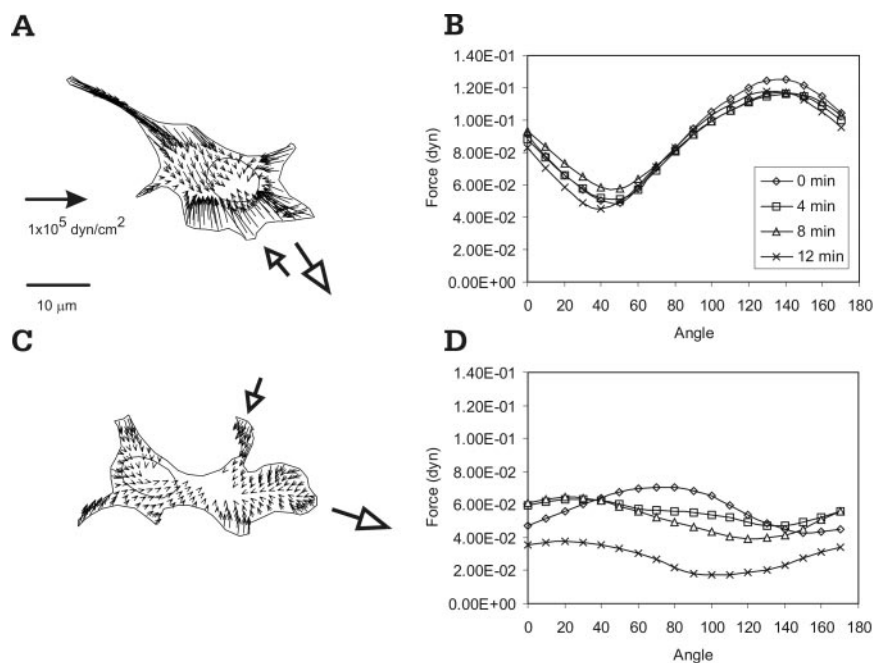 A
1x10⁵ dyn/cm²
10 μm
B
1.40E-01
1.20E-01
1.00E-01
8.00E-02
6.00E-02
4.00E-02
2.00E-02
0.00E+00
Force (dyn)
0 20 40 60 80 100 120 140 160 180
Angle
0 min
4 min
8 min
12 min
C
D
1.40E-01
1.20E-01
1.00E-01
8.00E-02
6.00E-02
4.00E-02
2.00E-02
0.00E+00
Force (dyn)
0 20 40 60 80 100 120 140 160 180
Angle